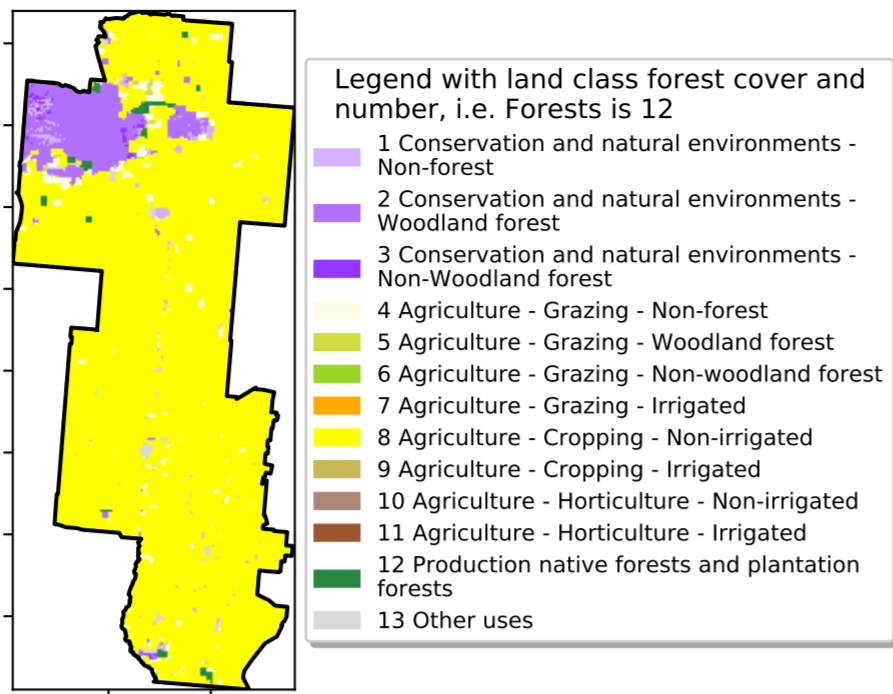 Legend with land class forest cover and
number, i.e. Forests is 12
1 Conservation and natural environments -
Non-forest
2 Conservation and natural environments -
Woodland forest
3 Conservation and natural environments -
Non-Woodland forest
4 Agriculture - Grazing - Non-forest
5 Agriculture - Grazing - Woodland forest
6 Agriculture - Grazing - Non-woodland forest
7 Agriculture - Grazing - Irrigated
8 Agriculture - Cropping - Non-irrigated
9 Agriculture - Cropping - Irrigated
10 Agriculture - Horticulture - Non-irrigated
11 Agriculture - Horticulture - Irrigated
12 Production native forests and plantation
forests
13 Other uses